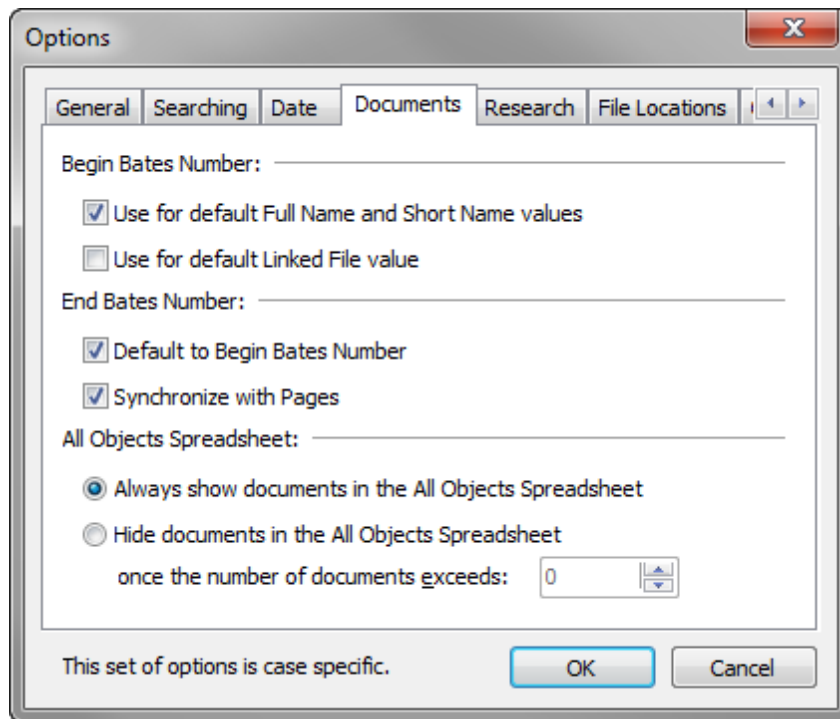 Options
General Searching Date Documents Research File Locations
Begin Bates Number:
Use for default Full Name and Short Name values
Use for default Linked File value
End Bates Number:
Default to Begin Bates Number
Synchronize with Pages
All Objects Spreadsheet:
Always show documents in the All Objects Spreadsheet
Hide documents in the All Objects Spreadsheet
once the number of documents exceeds: 0
This set of options is case specific. OK Cancel